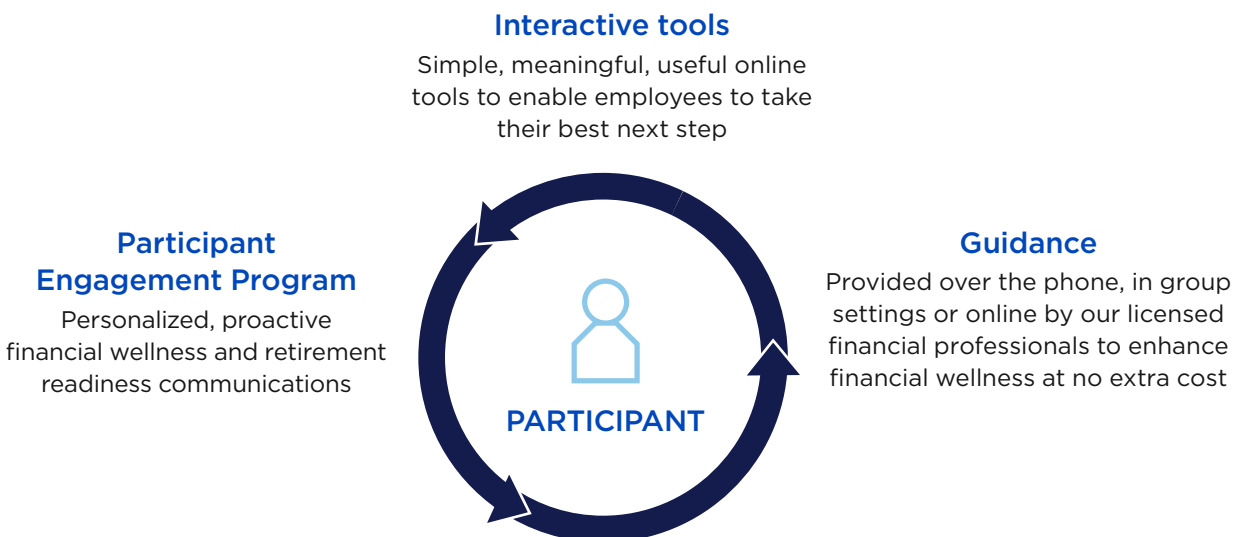 Interactive tools
Simple, meaningful, useful online
tools to enable employees to take
their best next step
Participant
Engagement Program
Personalized, proactive
financial wellness and retirement
readiness communications
Guidance
Provided over the phone, in group
settings or online by our licensed
financial professionals to enhance
financial wellness at no extra cost
PARTICIPANT